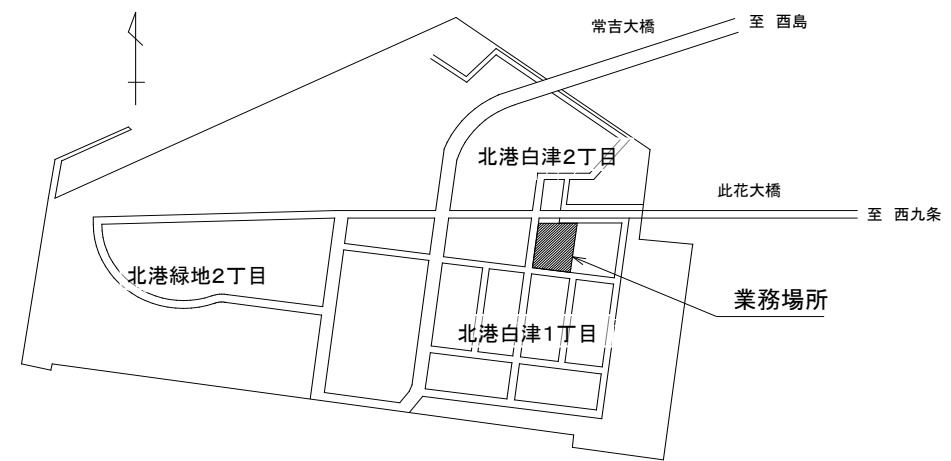 常吉大橋
至 酉島
北港白津2丁目
此花大橋
至 西九条
北港緑地2丁目
業務場所
北港白津1丁目